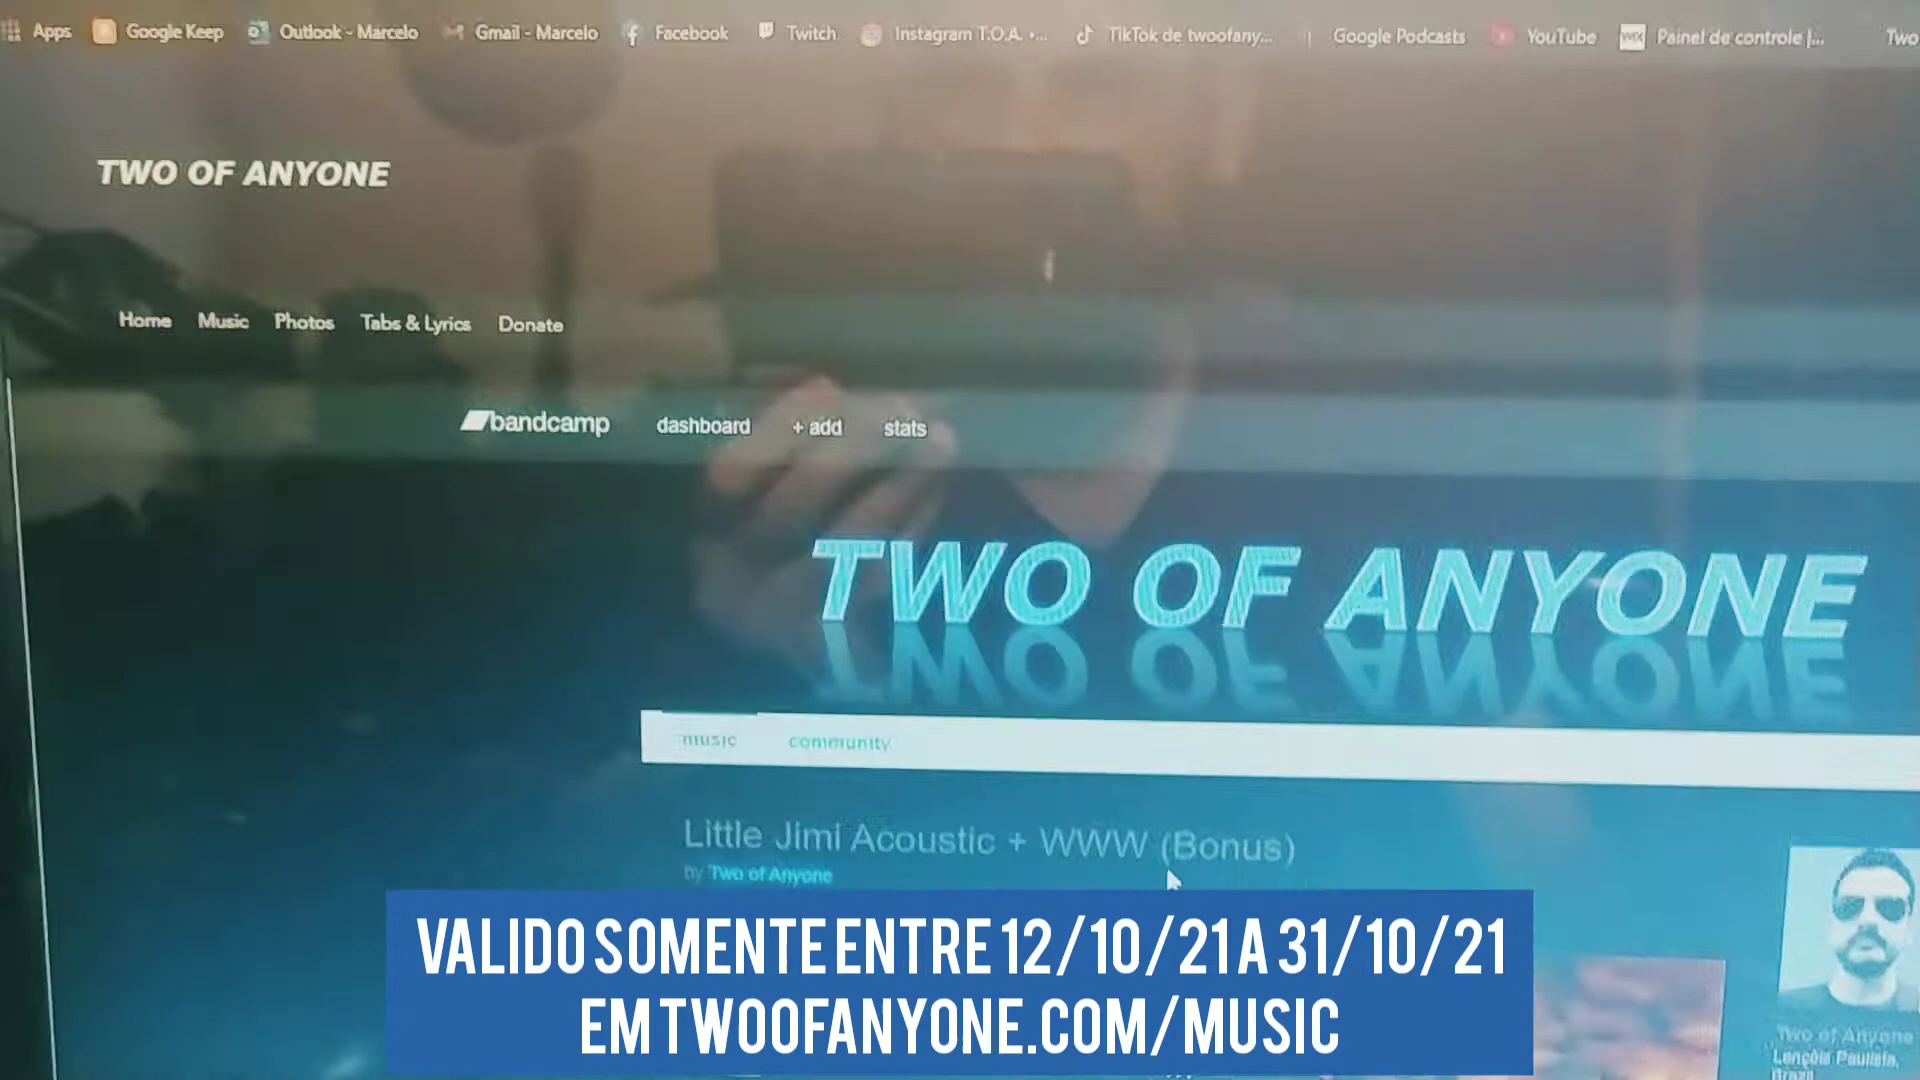 Apps Google Keep Outlook - Marcelo Gmail - Marcelo Facebook Twitch Instagram T.O.A. •... TikTok de twoofany... Google Podcasts YouTube Painel de controle |... Two
TWO OF ANYONE
Home Music Photos Tabs & Lyrics Donate
bandcamp dashboard + add stats
TWO OF ANYONE
music community
Little Jimi Acoustic + WWW (Bonus)
by Two of Anyone
VALIDO SOMENTE ENTRE 12/10/21 A 31/10/21
EM TWOOFANYONE.COM/MUSIC
Two of Anyone
Lençóis Paulista,
Brazil